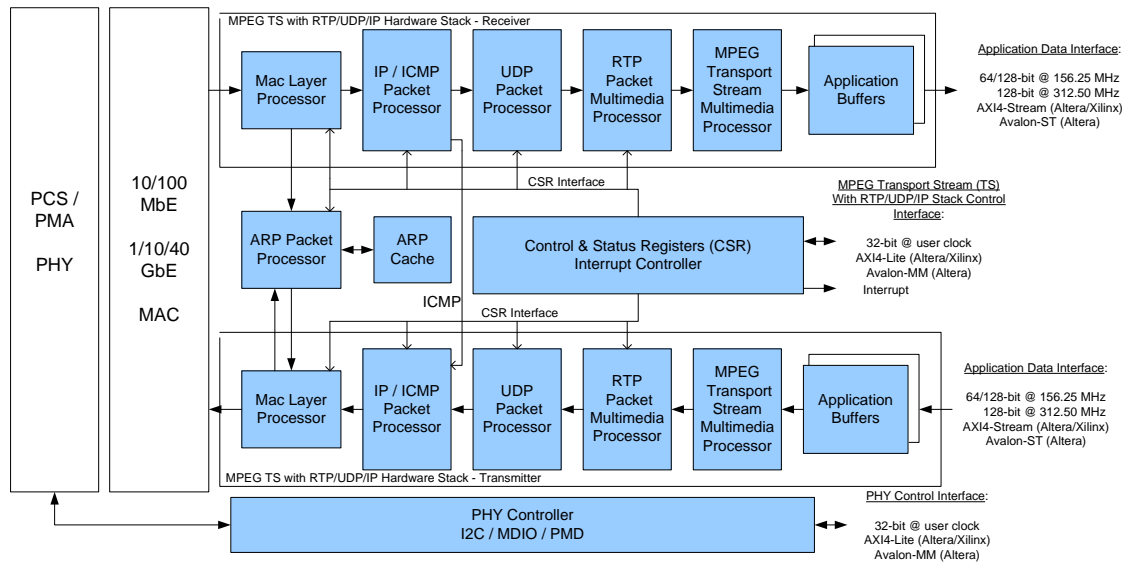 MPEG TS with RTP/UDP/IP Hardware Stack - Receiver
PCS /
PMA
PHY
10/100
MbE
1/10/40
GbE
MAC
Mac Layer
Processor
IP / ICMP
Packet
Processor
UDP
Packet
Processor
RTP
Packet
Multimedia
Processor
MPEG
Transport
Stream
Multimedia
Processor
Application
Buffers
Application Data Interface:
64/128-bit @ 156.25 MHz
128-bit @ 312.50 MHz
AXI4-Stream (Altera/Xilinx)
Avalon-ST (Altera)
CSR Interface
ARP Packet
Processor
ARP
Cache
Control & Status Registers (CSR)
Interrupt Controller
MPEG Transport Stream (TS)
With RTP/UDP/IP Stack Control
Interface:
32-bit @ user clock
AXI4-Lite (Altera/Xilinx)
Avalon-MM (Altera)
Interrupt
ICMP
CSR Interface
Mac Layer
Processor
IP / ICMP
Packet
Processor
UDP
Packet
Processor
RTP
Packet
Multimedia
Processor
MPEG
Transport
Stream
Multimedia
Processor
Application
Buffers
Application Data Interface:
64/128-bit @ 156.25 MHz
128-bit @ 312.50 MHz
AXI4-Stream (Altera/Xilinx)
Avalon-ST (Altera)
MPEG TS with RTP/UDP/IP Hardware Stack - Transmitter
PHY Controller
I2C / MDIO / PMD
PHY Control Interface:
32-bit @ user clock
AXI4-Lite (Altera/Xilinx)
Avalon-MM (Altera)